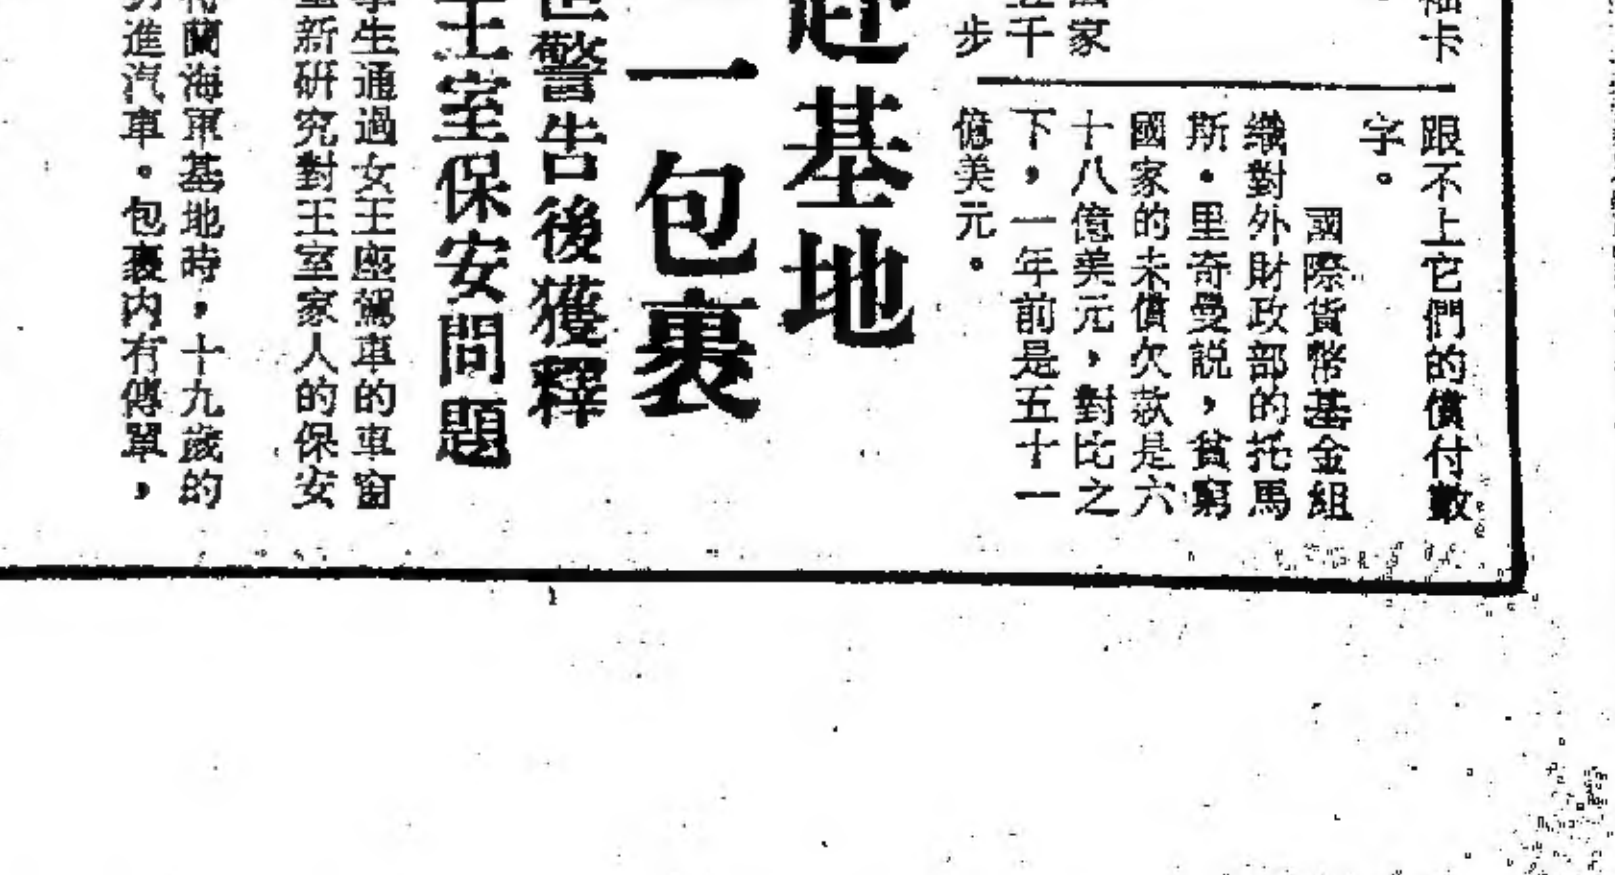 卡
國家
千
步
跟不上它們的償付數
字。
國際貨幣基金組
織對外財政部的托馬
斯·里奇曼説，貧窮
國家的未償欠款是六
十八億美元，對比之
下，一年前是五十一
億美元。
赴基地
一包裹
警告後獲釋
王室保安問題
學生通過女王座駕車的車窗
重新研究對王室家人的保安
蘭海軍基地時，十九歲的
進汽車。包裹内有傳單，